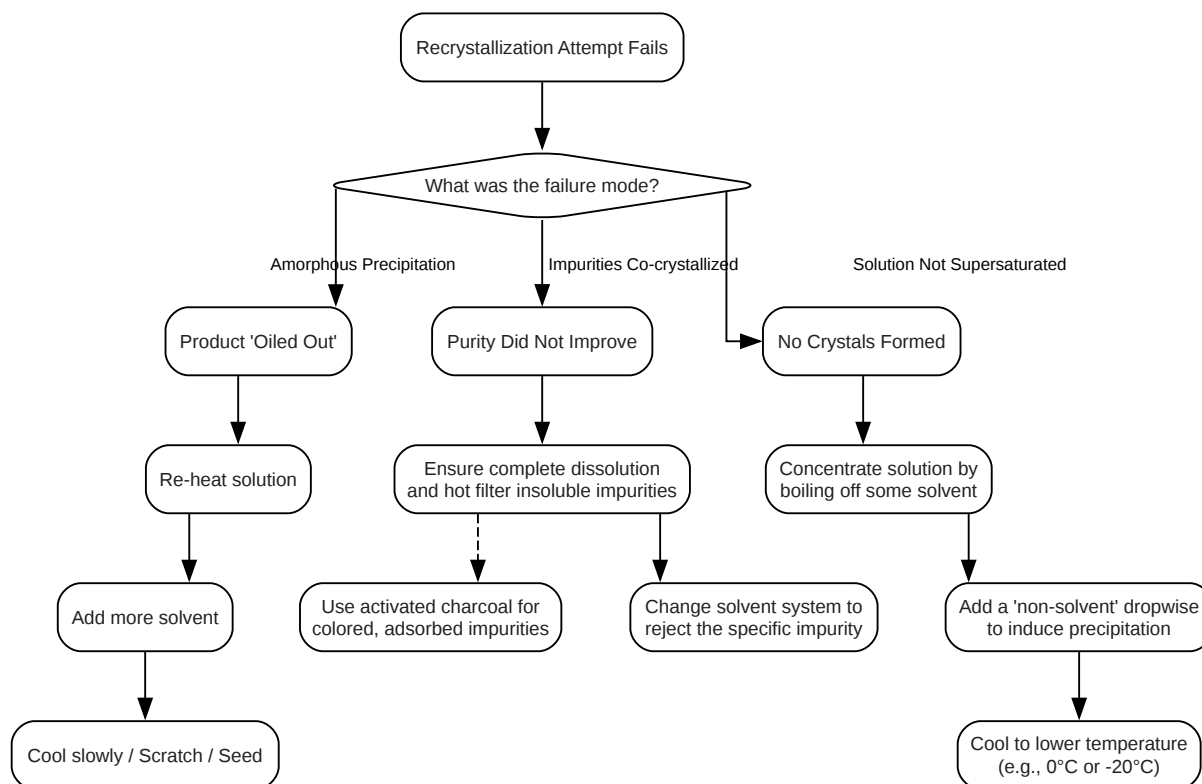 Recrystallization Attempt Fails
What was the failure mode?
Amorphous Precipitation
Impurities Co-crystallized
Solution Not Supersaturated
Product 'Oiled Out'
Purity Did Not Improve
No Crystals Formed
Re-heat solution
Ensure complete dissolution
and hot filter insoluble impurities
Concentrate solution by
boiling off some solvent
Add more solvent
Use activated charcoal for
colored, adsorbed impurities
Change solvent system to
reject the specific impurity
Add a 'non-solvent' dropwise
to induce precipitation
Cool slowly / Scratch / Seed
Cool to lower temperature
(e.g., 0°C or -20°C)